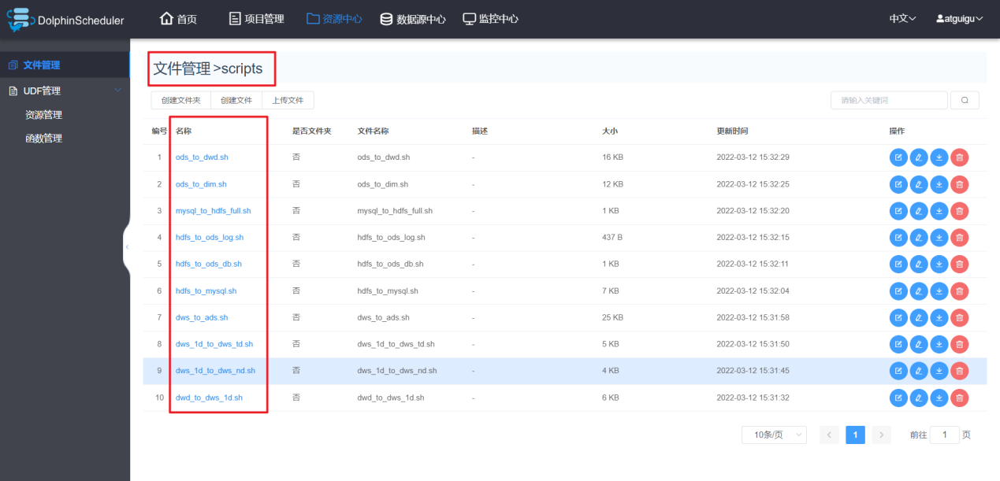 DolphinScheduler 首页 项目管理 资源中心 数据源中心 监控中心 中文 atguigu
文件管理
UDF管理
资源管理
函数管理
文件管理 >scripts
创建文件夹 创建文件 上传文件 请输入关键词
编号 名称 是否文件夹 文件名称 描述 大小 更新时间 操作
1 ods_to_dwd.sh 否 ods_to_dwd.sh - 16 KB 2022-03-12 15:32:29
2 ods_to_dim.sh 否 ods_to_dim.sh - 12 KB 2022-03-12 15:32:25
3 mysql_to_hdfs_full.sh 否 mysql_to_hdfs_full.sh - 1 KB 2022-03-12 15:32:20
4 hdfs_to_ods_log.sh 否 hdfs_to_ods_log.sh - 437 B 2022-03-12 15:32:15
5 hdfs_to_ods_db.sh 否 hdfs_to_ods_db.sh - 1 KB 2022-03-12 15:32:11
6 hdfs_to_mysql.sh 否 hdfs_to_mysql.sh - 7 KB 2022-03-12 15:32:04
7 dws_to_ads.sh 否 dws_to_ads.sh - 25 KB 2022-03-12 15:31:58
8 dws_1d_to_dws_td.sh 否 dws_1d_to_dws_td.sh - 5 KB 2022-03-12 15:31:50
9 dws_1d_to_dws_nd.sh 否 dws_1d_to_dws_nd.sh - 4 KB 2022-03-12 15:31:45
10 dwd_to_dws_1d.sh 否 dwd_to_dws_1d.sh - 6 KB 2022-03-12 15:31:32
10条/页 1 前往 1 页